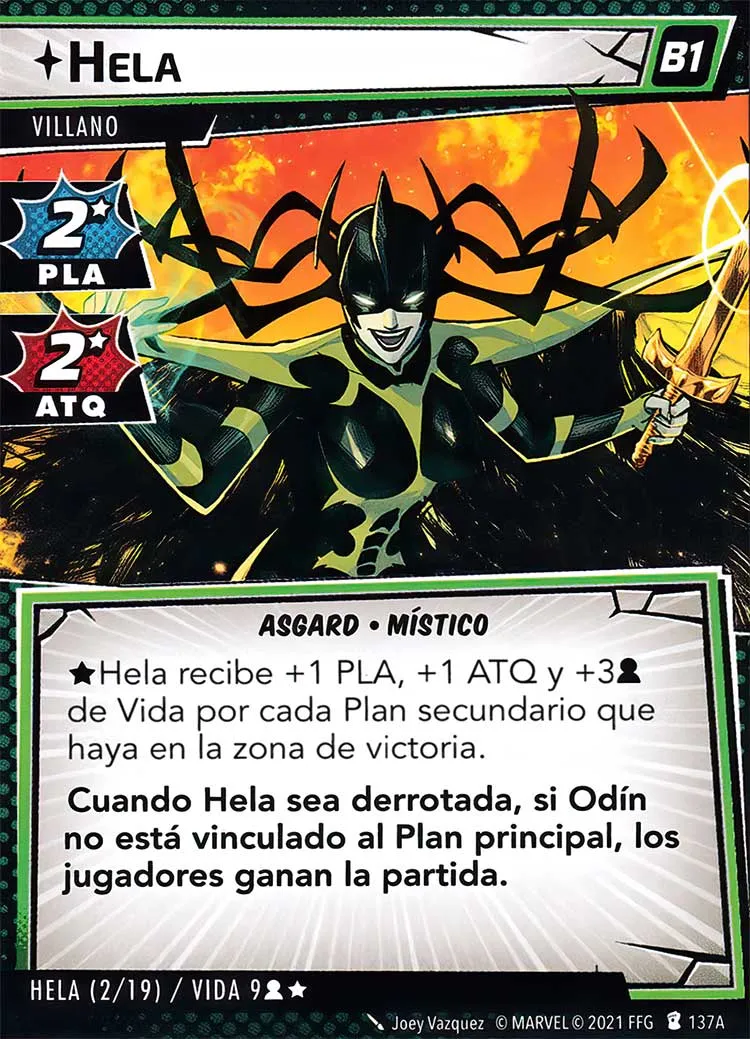 HELA
B1
VILLANO
2
PLA
2
ATQ
ASGARD • MÍSTICO
★Hela recibe +1 PLA, +1 ATQ y +3
de Vida por cada Plan secundario que
haya en la zona de victoria.
Cuando Hela sea derrotada, si Odín
no está vinculado al Plan principal, los
jugadores ganan la partida.
HELA (2/19) / VIDA 9 ★
Joey Vazquez © MARVEL © 2021 FFG 137A